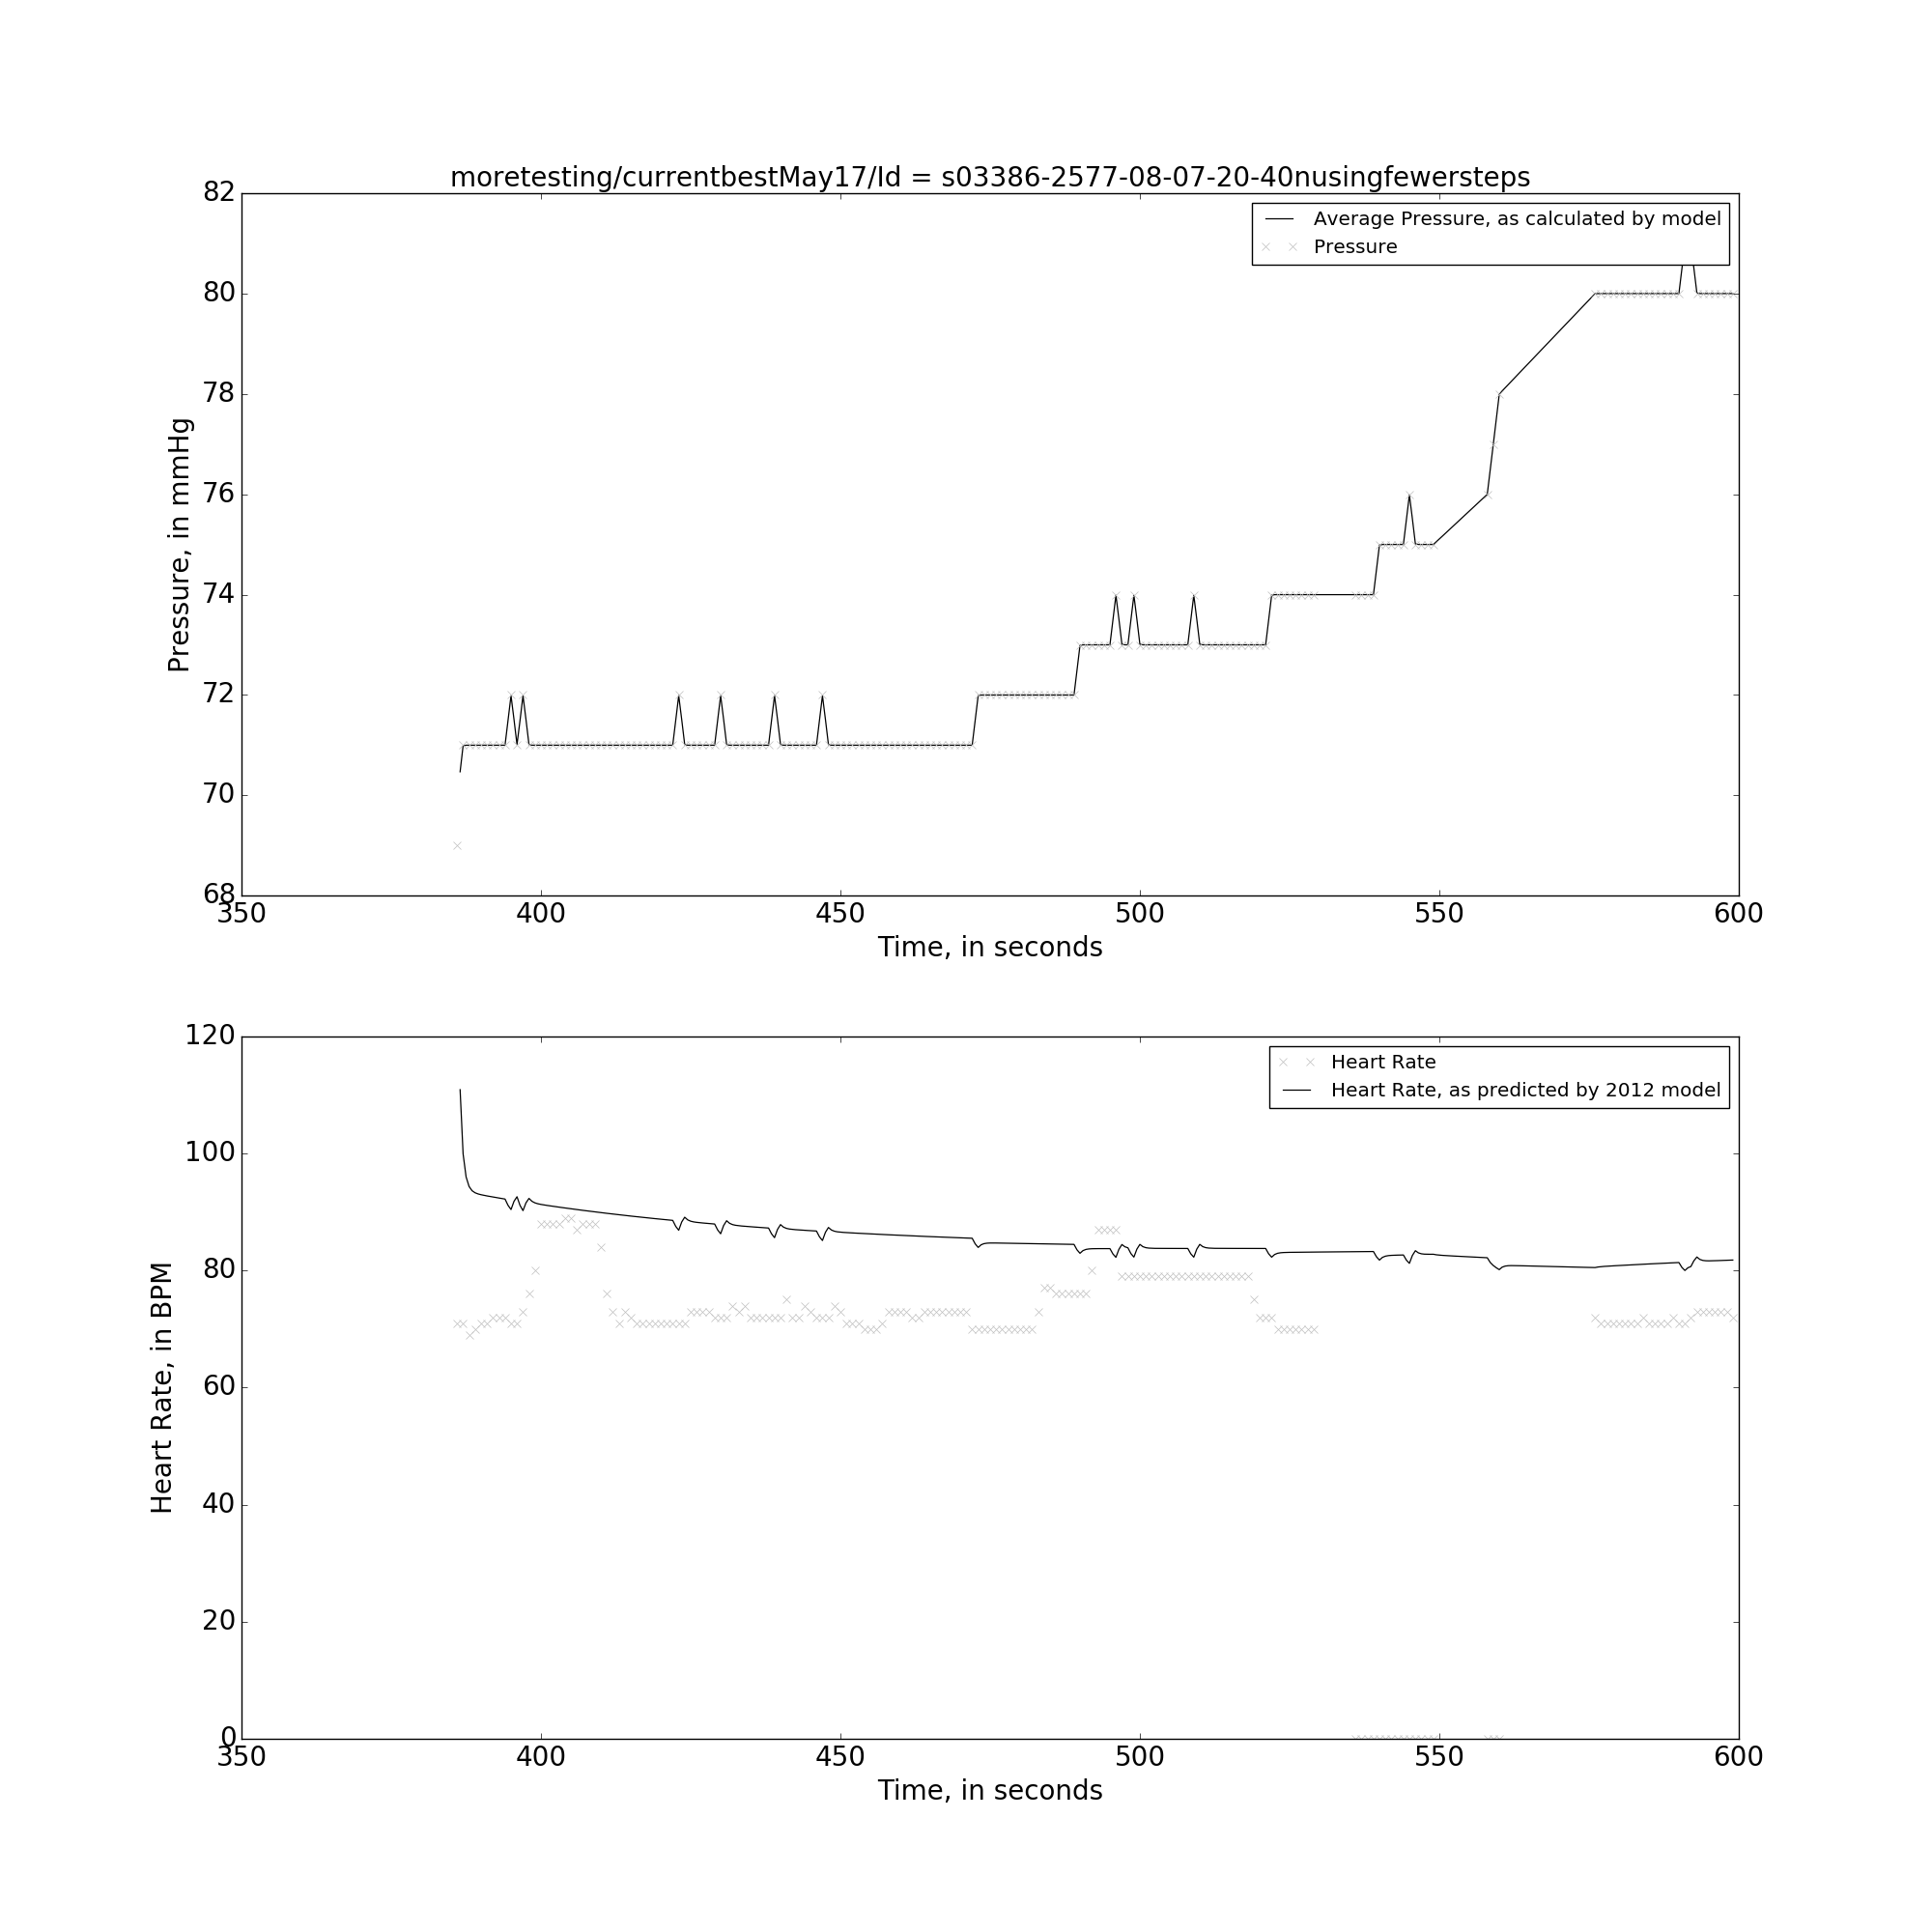 moretesting/currentbestMay17/Id = s03386-2577-08-07-20-40nusingfewersteps
82
80
78
76
74
72
70
68
Pressure, in mmHg
Average Pressure, as calculated by model
Pressure
350 400 450 500 550 600
Time, in seconds
120
100
80
60
40
20
0
Heart Rate, in BPM
Heart Rate
Heart Rate, as predicted by 2012 model
350 400 450 500 550 600
Time, in seconds